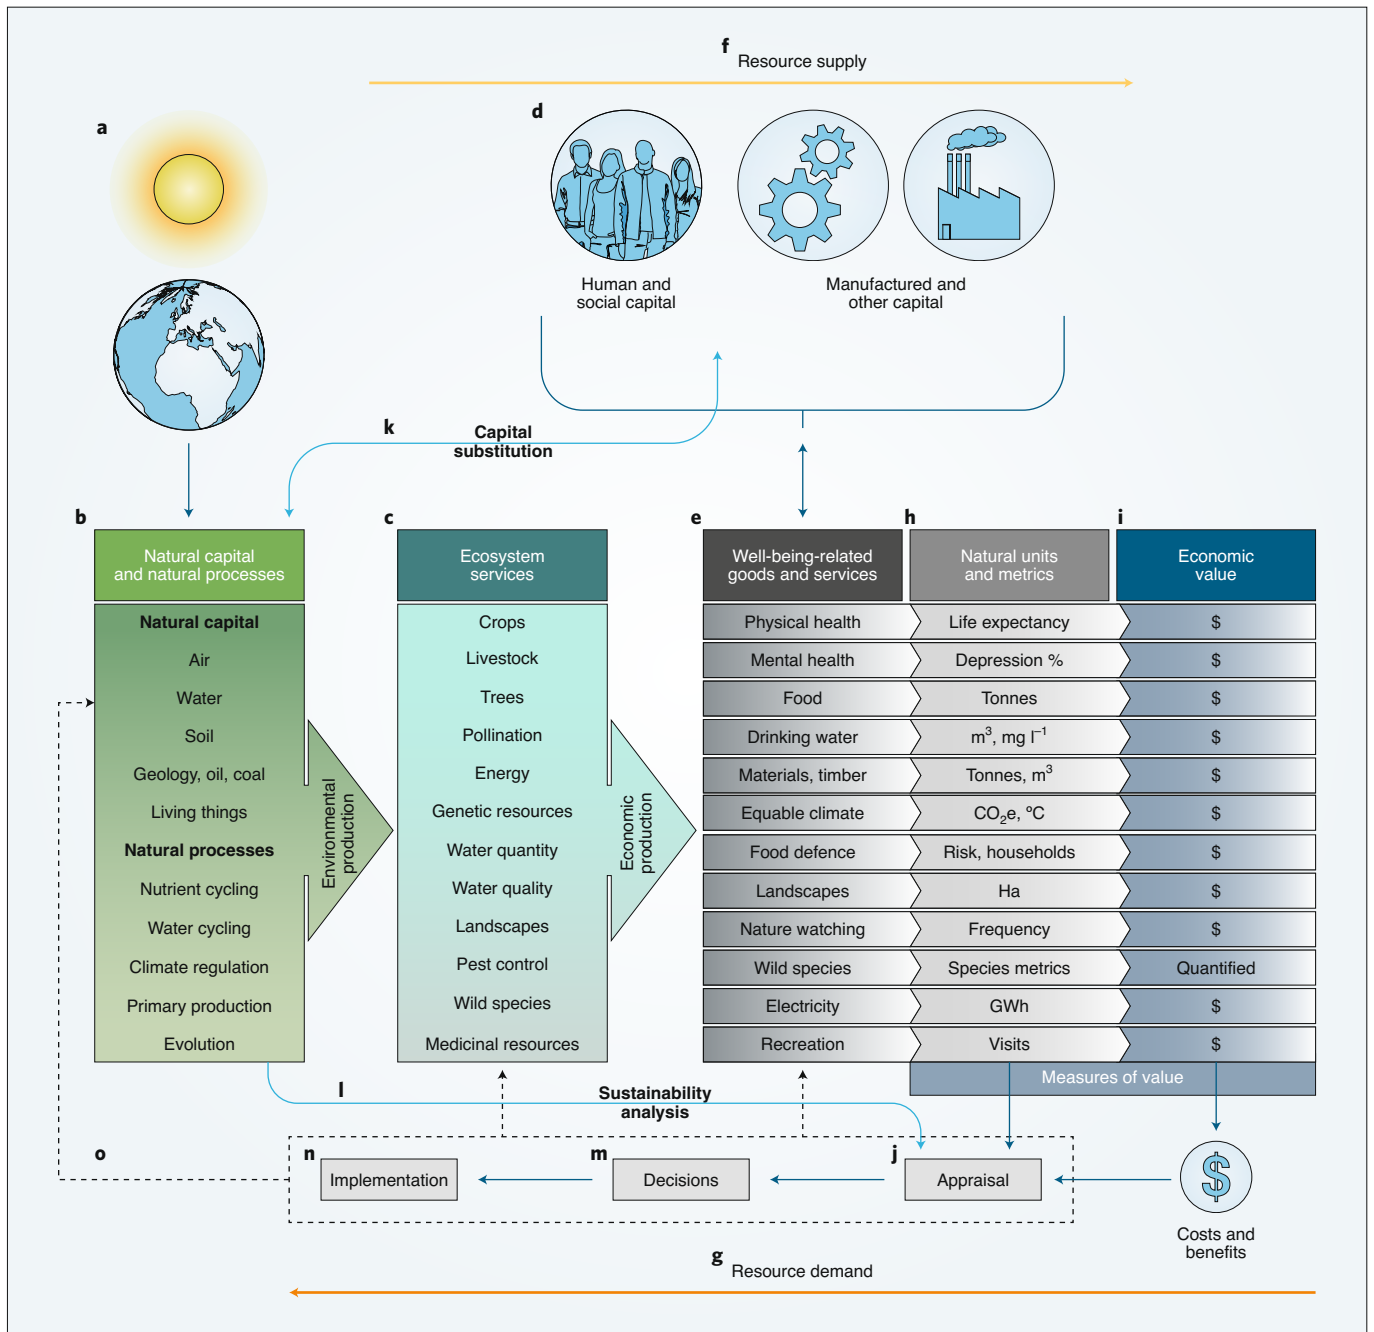 f
Resource supply
a
d
Human and
social capital
Manufactured and
other capital
k
Capital
substitution
b
Natural capital
and natural processes
Natural capital
Air
Water
Soil
Geology, oil, coal
Living things
Natural processes
Nutrient cycling
Water cycling
Climate regulation
Primary production
Evolution
Environmental
production
c
Ecosystem
services
Crops
Livestock
Trees
Pollination
Energy
Genetic resources
Water quantity
Water quality
Landscapes
Pest control
Wild species
Medicinal resources
Economic
production
e
Well-being-related
goods and services
Physical health
Mental health
Food
Drinking water
Materials, timber
Equable climate
Food defence
Landscapes
Nature watching
Wild species
Electricity
Recreation
h
Natural units
and metrics
Life expectancy
Depression %
Tonnes
m³, mg l⁻¹
Tonnes, m³
CO₂e, ºC
Risk, households
Ha
Frequency
Species metrics
GWh
Visits
i
Economic
value
$
$
$
$
$
$
$
$
$
Quantified
$
$
Measures of value
l
Sustainability
analysis
o
n
Implementation
m
Decisions
j
Appraisal
$
Costs and
benefits
g
Resource demand